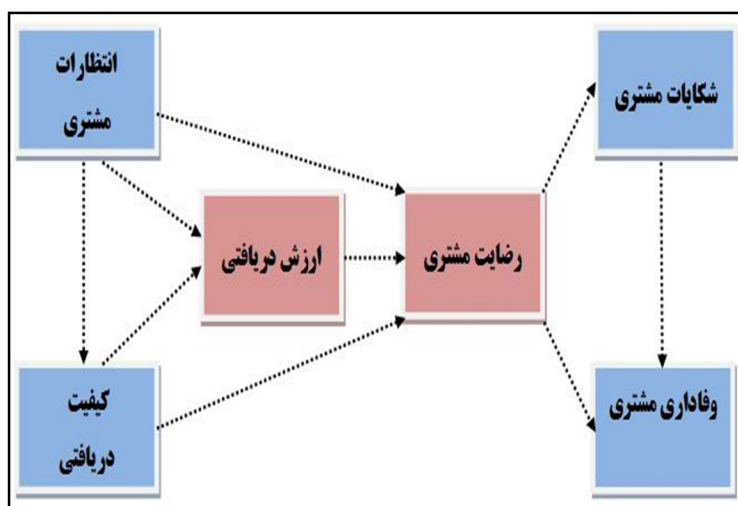 انتظارات
مشتری
شکایات مشتری
ارزش دریافتی
رضایت مشتری
کیفیت
دریافتی
وفاداری مشتری